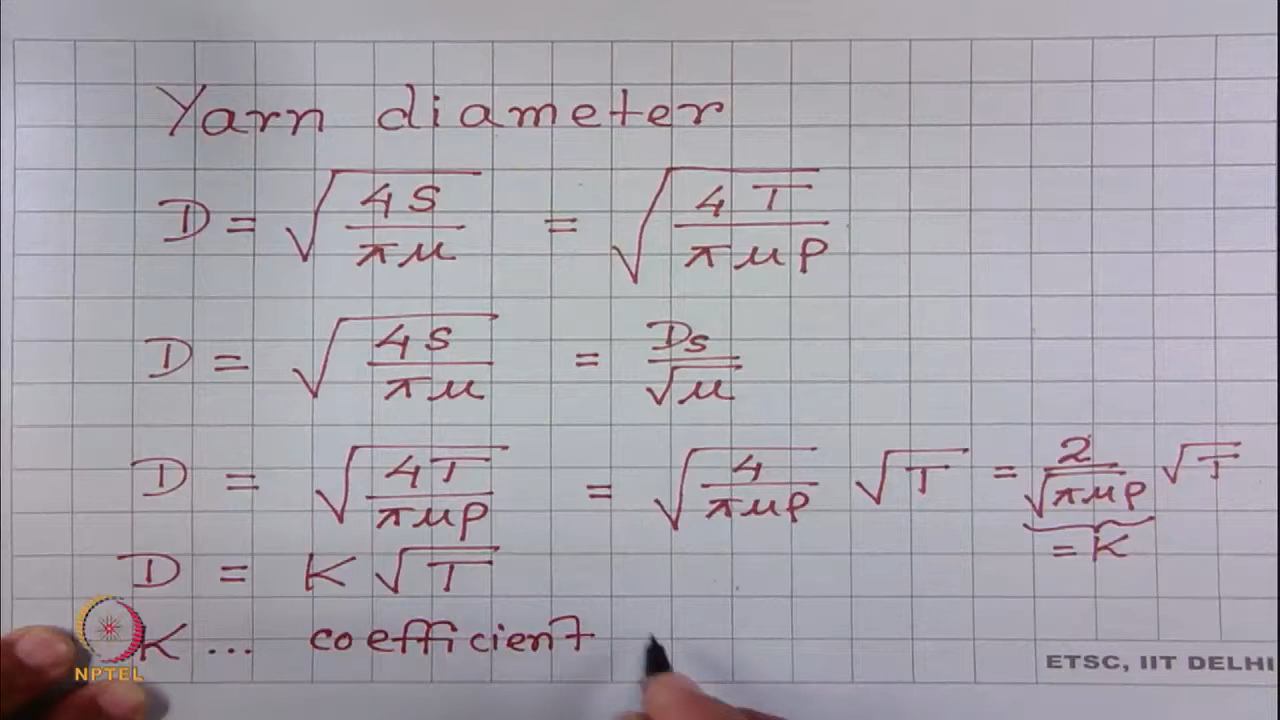 Yarn diameter
D = √(4S / πμ) = √(4T / πμρ)
D = √(4S / πμ) = Ds / √μ
D = √(4T / πμρ) = √(4 / πμρ) √T = 2 / √πμρ √T
= K
D = K √T
K ... coefficient
NPTEL
ETSC, IIT DELHI